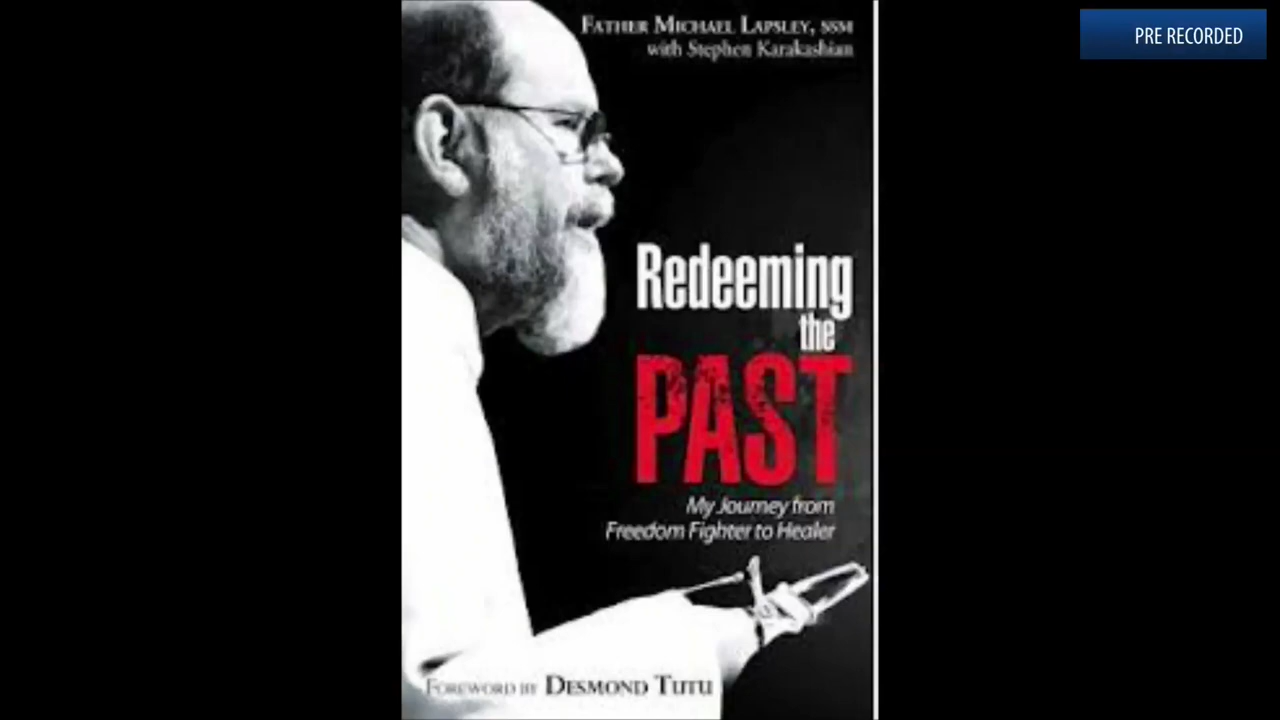 PRE RECORDED
FATHER MICHAEL LAPSLEY, SSM
with Stephen Karakashian
Redeeming
the
PAST
My Journey from
Freedom Fighter to Healer
FOREWORD BY DESMOND TUTU